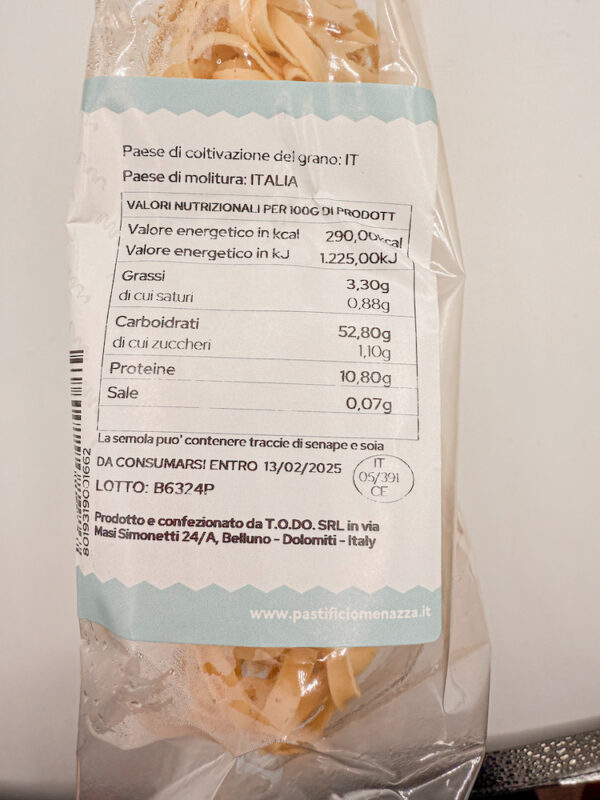 Paese di coltivazione del grano: IT
Paese di molitura: ITALIA
VALORI NUTRIZIONALI PER 100G DI PRODOTT
Valore energetico in kcal 290,00kcal
Valore energetico in kJ 1.225,00kJ
Grassi 3,30g
di cui saturi 0,88g
Carboidrati 52,80g
di cui zuccheri 1,10g
Proteine 10,80g
Sale 0,07g
La semola puo' contenere traccie di senape e soia
DA CONSUMARSI ENTRO 13/02/2025
LOTTO: B6324P
IT
05/391
CE
Prodotto e confezionato da T.O.DO. SRL in via
Masi Simonetti 24/A, Belluno - Dolomiti - Italy
www.pastificiomenazza.it
8019319001662